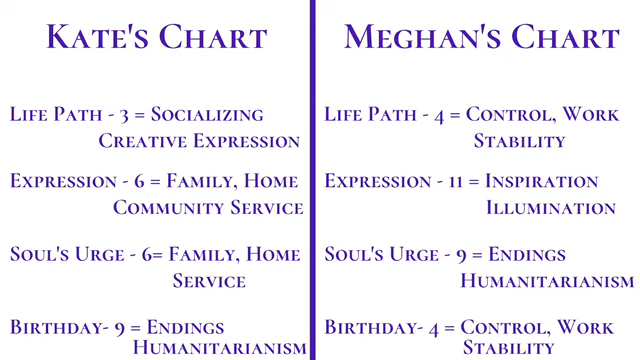 Kate's Chart
Life Path - 3 = Socializing
Creative Expression
Expression - 6 = Family, Home
Community Service
Soul's Urge - 6= Family, Home
Service
Birthday- 9 = Endings
Humanitarianism
Meghan's Chart
Life Path - 4 = Control, Work
Stability
Expression - 11 = Inspiration
Illumination
Soul's Urge - 9 = Endings
Humanitarianism
Birthday- 4 = Control, Work
Stability